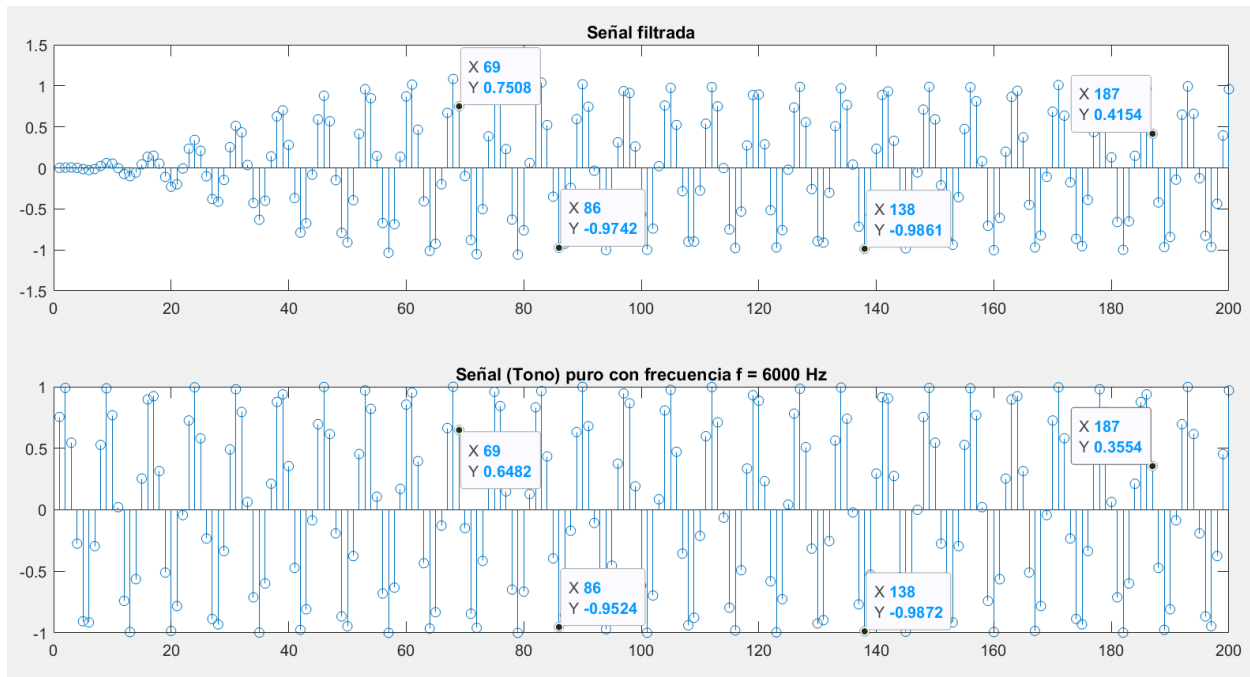 Señal filtrada
1.5
1
0.5
0
-0.5
-1
-1.5
X 69
Y 0.7508
X 86
Y -0.9742
X 138
Y -0.9861
X 187
Y 0.4154
0 20 40 60 80 100 120 140 160 180 200
Señal (Tono) puro con frecuencia f = 6000 Hz
1
0.5
0
-0.5
-1
X 69
Y 0.6482
X 86
Y -0.9524
X 138
Y -0.9872
X 187
Y 0.3554
0 20 40 60 80 100 120 140 160 180 200